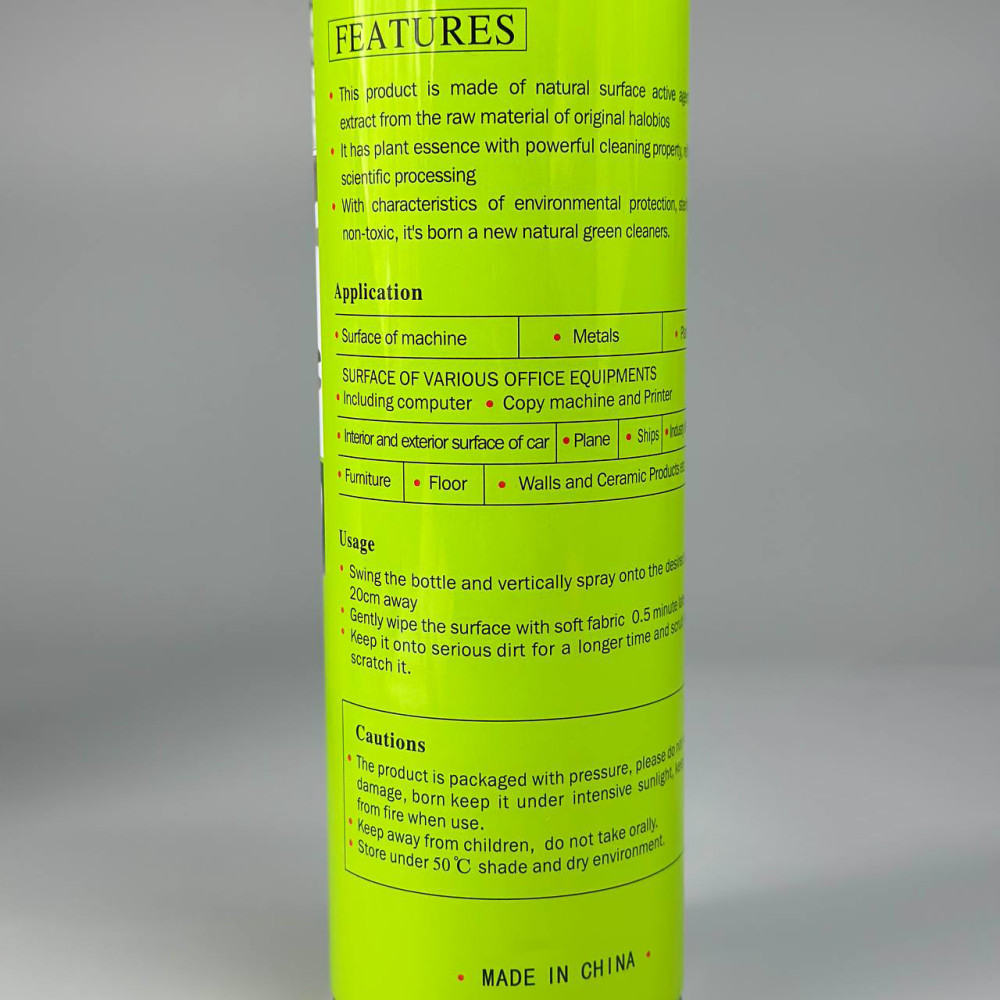 FEATURES
• This product is made of natural surface active
extract from the raw material of original halobios
• It has plant essence with powerful cleaning property,
scientific processing
• With characteristics of environmental protection,
non-toxic, it's born a new natural green cleaners.
Application
• Surface of machine • Metals •
SURFACE OF VARIOUS OFFICE EQUIPMENTS
• Including computer • Copy machine and Printer
• Interior and exterior surface of car • Plane • Ships •
• Furniture • Floor • Walls and Ceramic Products
Usage
• Swing the bottle and vertically spray onto the
20cm away
• Gently wipe the surface with soft fabric 0.5 minute
• Keep it onto serious dirt for a longer time and
scratch it.
Cautions
• The product is packaged with pressure, please do
damage, born keep it under intensive sunlight,
from fire when use.
• Keep away from children, do not take orally.
• Store under 50℃ shade and dry environment.
• MADE IN CHINA •